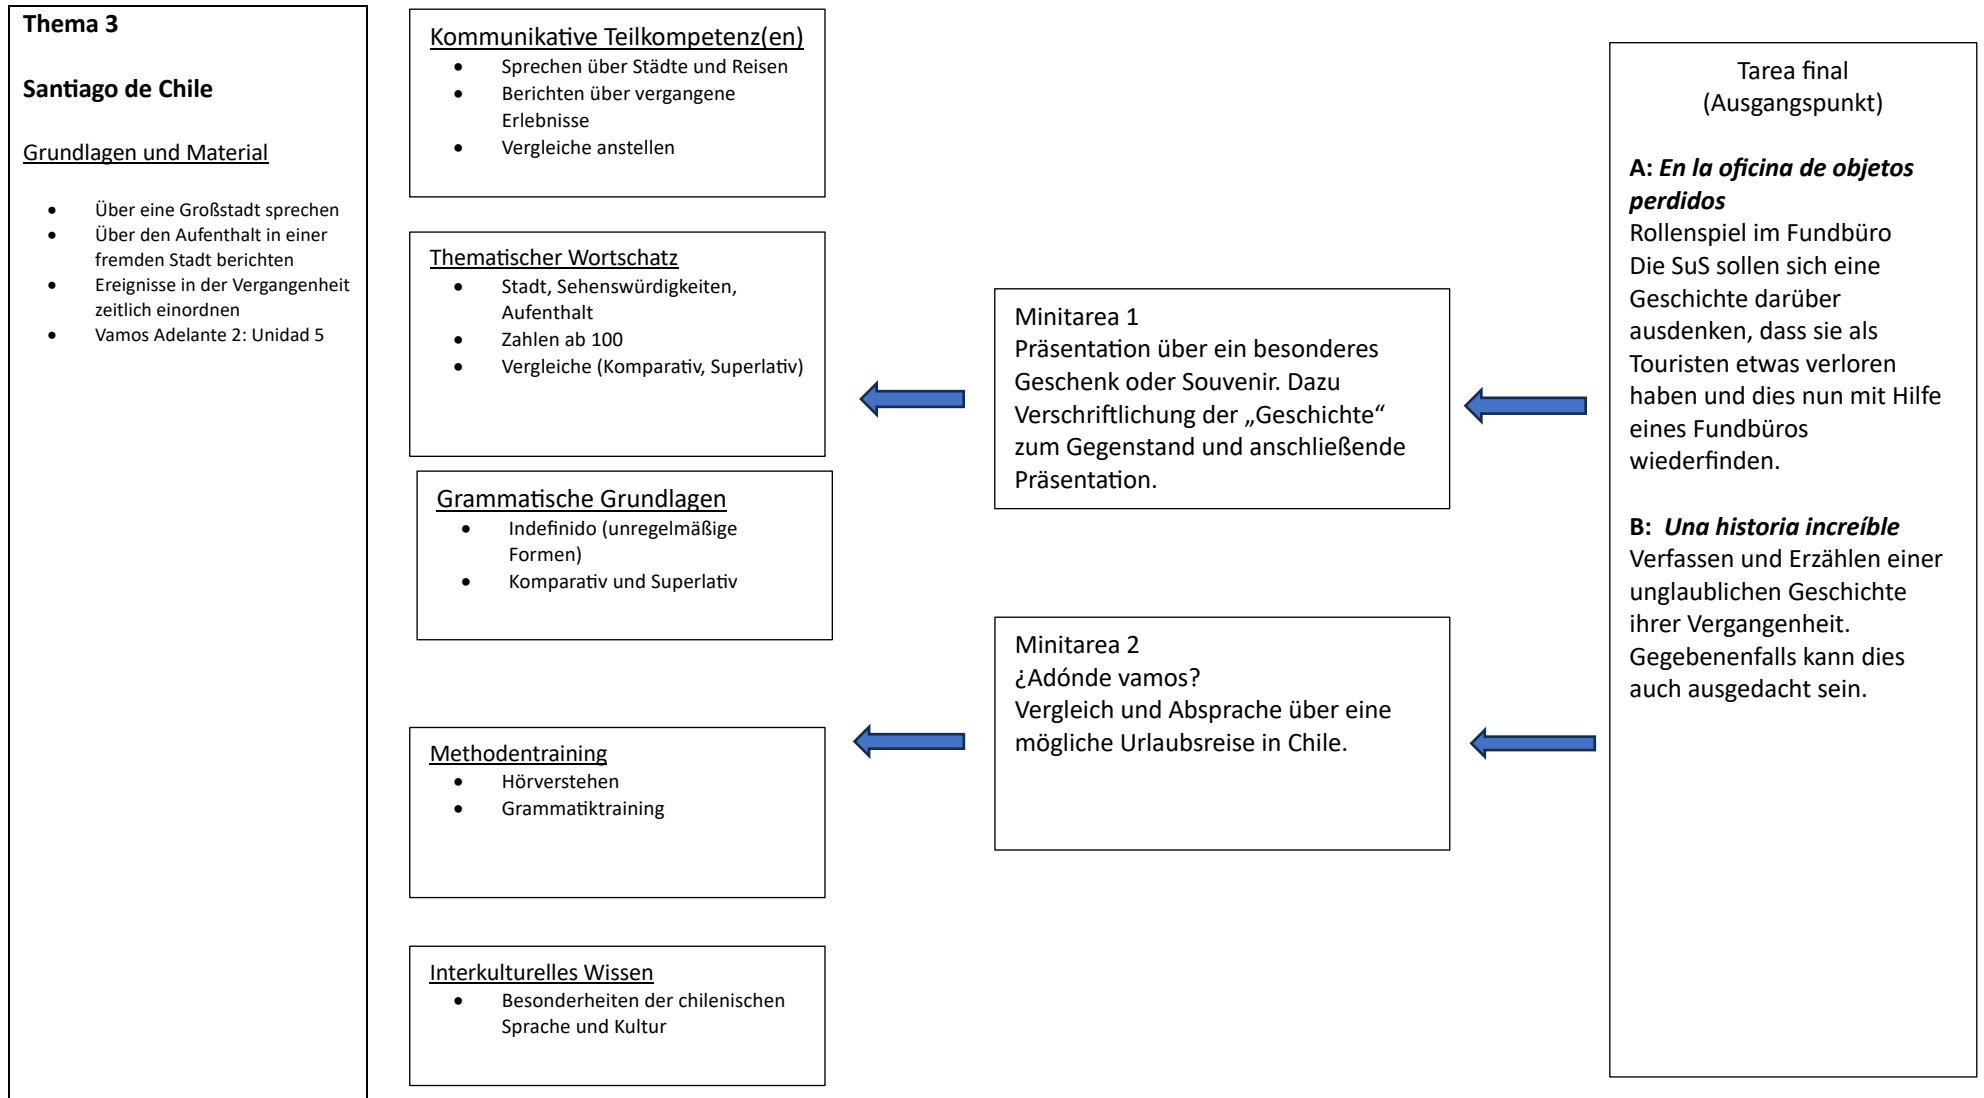 Thema 3
Santiago de Chile
Grundlagen und Material
• Über eine Großstadt sprechen
• Über den Aufenthalt in einer
fremden Stadt berichten
• Ereignisse in der Vergangenheit
zeitlich einordnen
• Vamos Adelante 2: Unidad 5
Kommunikative Teilkompetenz(en)
• Sprechen über Städte und Reisen
• Berichten über vergangene
Erlebnisse
• Vergleiche anstellen
Thematischer Wortschatz
• Stadt, Sehenswürdigkeiten,
Aufenthalt
• Zahlen ab 100
• Vergleiche (Komparativ, Superlativ)
Grammatische Grundlagen
• Indefinido (unregelmäßige
Formen)
• Komparativ und Superlativ
Methodentraining
• Hörverstehen
• Grammatiktraining
Interkulturelles Wissen
• Besonderheiten der chilenischen
Sprache und Kultur
Minitarea 1
Präsentation über ein besonderes
Geschenk oder Souvenir. Dazu
Verschriftlichung der „Geschichte“
zum Gegenstand und anschließende
Präsentation.
Minitarea 2
¿Adónde vamos?
Vergleich und Absprache über eine
mögliche Urlaubsreise in Chile.
Tarea final
(Ausgangspunkt)
A: En la oficina de objetos
perdidos
Rollenspiel im Fundbüro
Die SuS sollen sich eine
Geschichte darüber
ausdenken, dass sie als
Touristen etwas verloren
haben und dies nun mit Hilfe
eines Fundbüros
wiederfinden.
B: Una historia increíble
Verfassen und Erzählen einer
unglaublichen Geschichte
ihrer Vergangenheit.
Gegebenenfalls kann dies
auch ausgedacht sein.